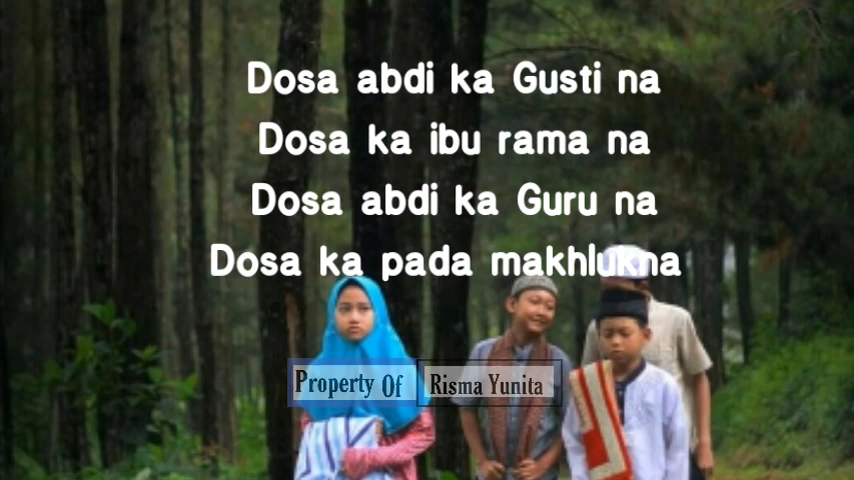 Dosa abdi ka Gusti na
Dosa ka ibu rama na
Dosa abdi ka Guru na
Dosa ka pada makhlukna
Property Of Risma Yunita